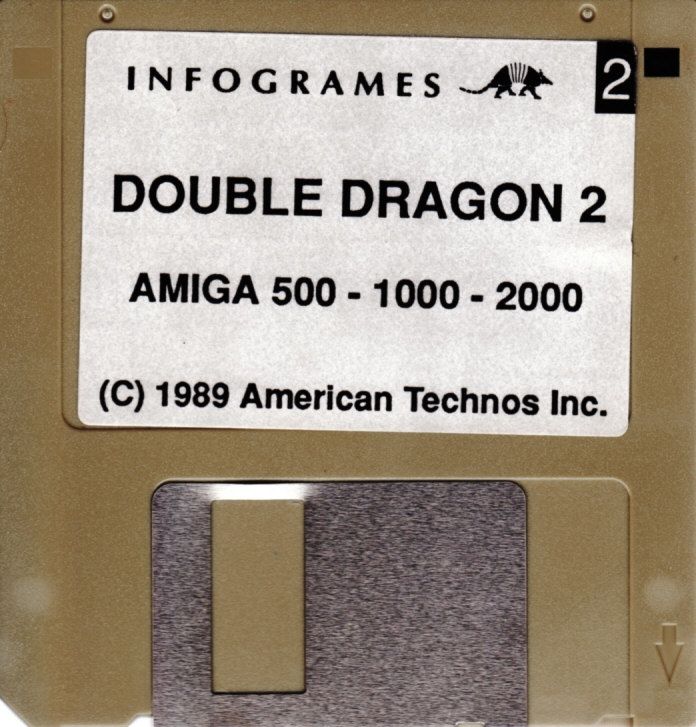 INFOGRAMES
2
DOUBLE DRAGON 2
AMIGA 500 - 1000 - 2000
(C) 1989 American Technos Inc.